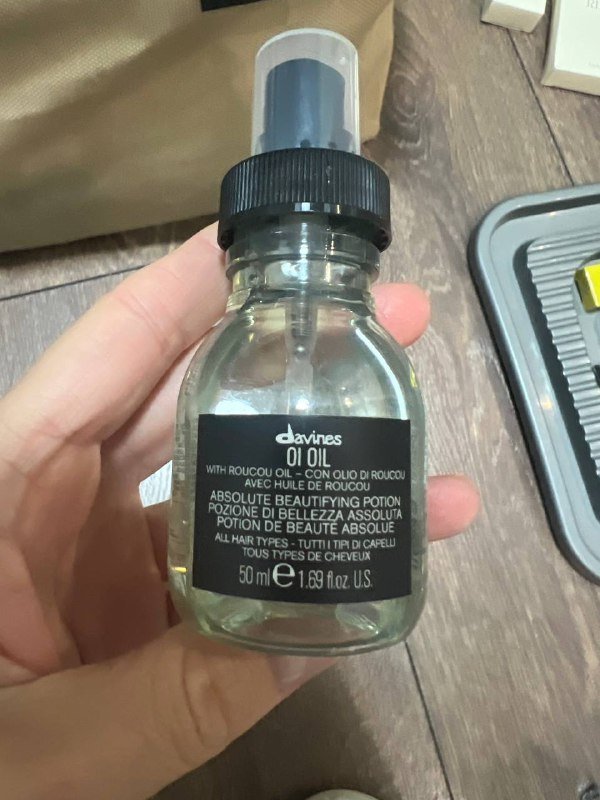 davines
OI OIL
WITH ROUCOU OIL - CON OLIO DI ROUCOU
AVEC HUILE DE ROUCOU
ABSOLUTE BEAUTIFYING POTION
POZIONE DI BELLEZZA ASSOLUTA
POTION DE BEAUTÉ ABSOLUE
ALL HAIR TYPES - TUTTI I TIPI DI CAPELLI
TOUS TYPES DE CHEVEUX
50 ml e 1.69 fl.oz. U.S.